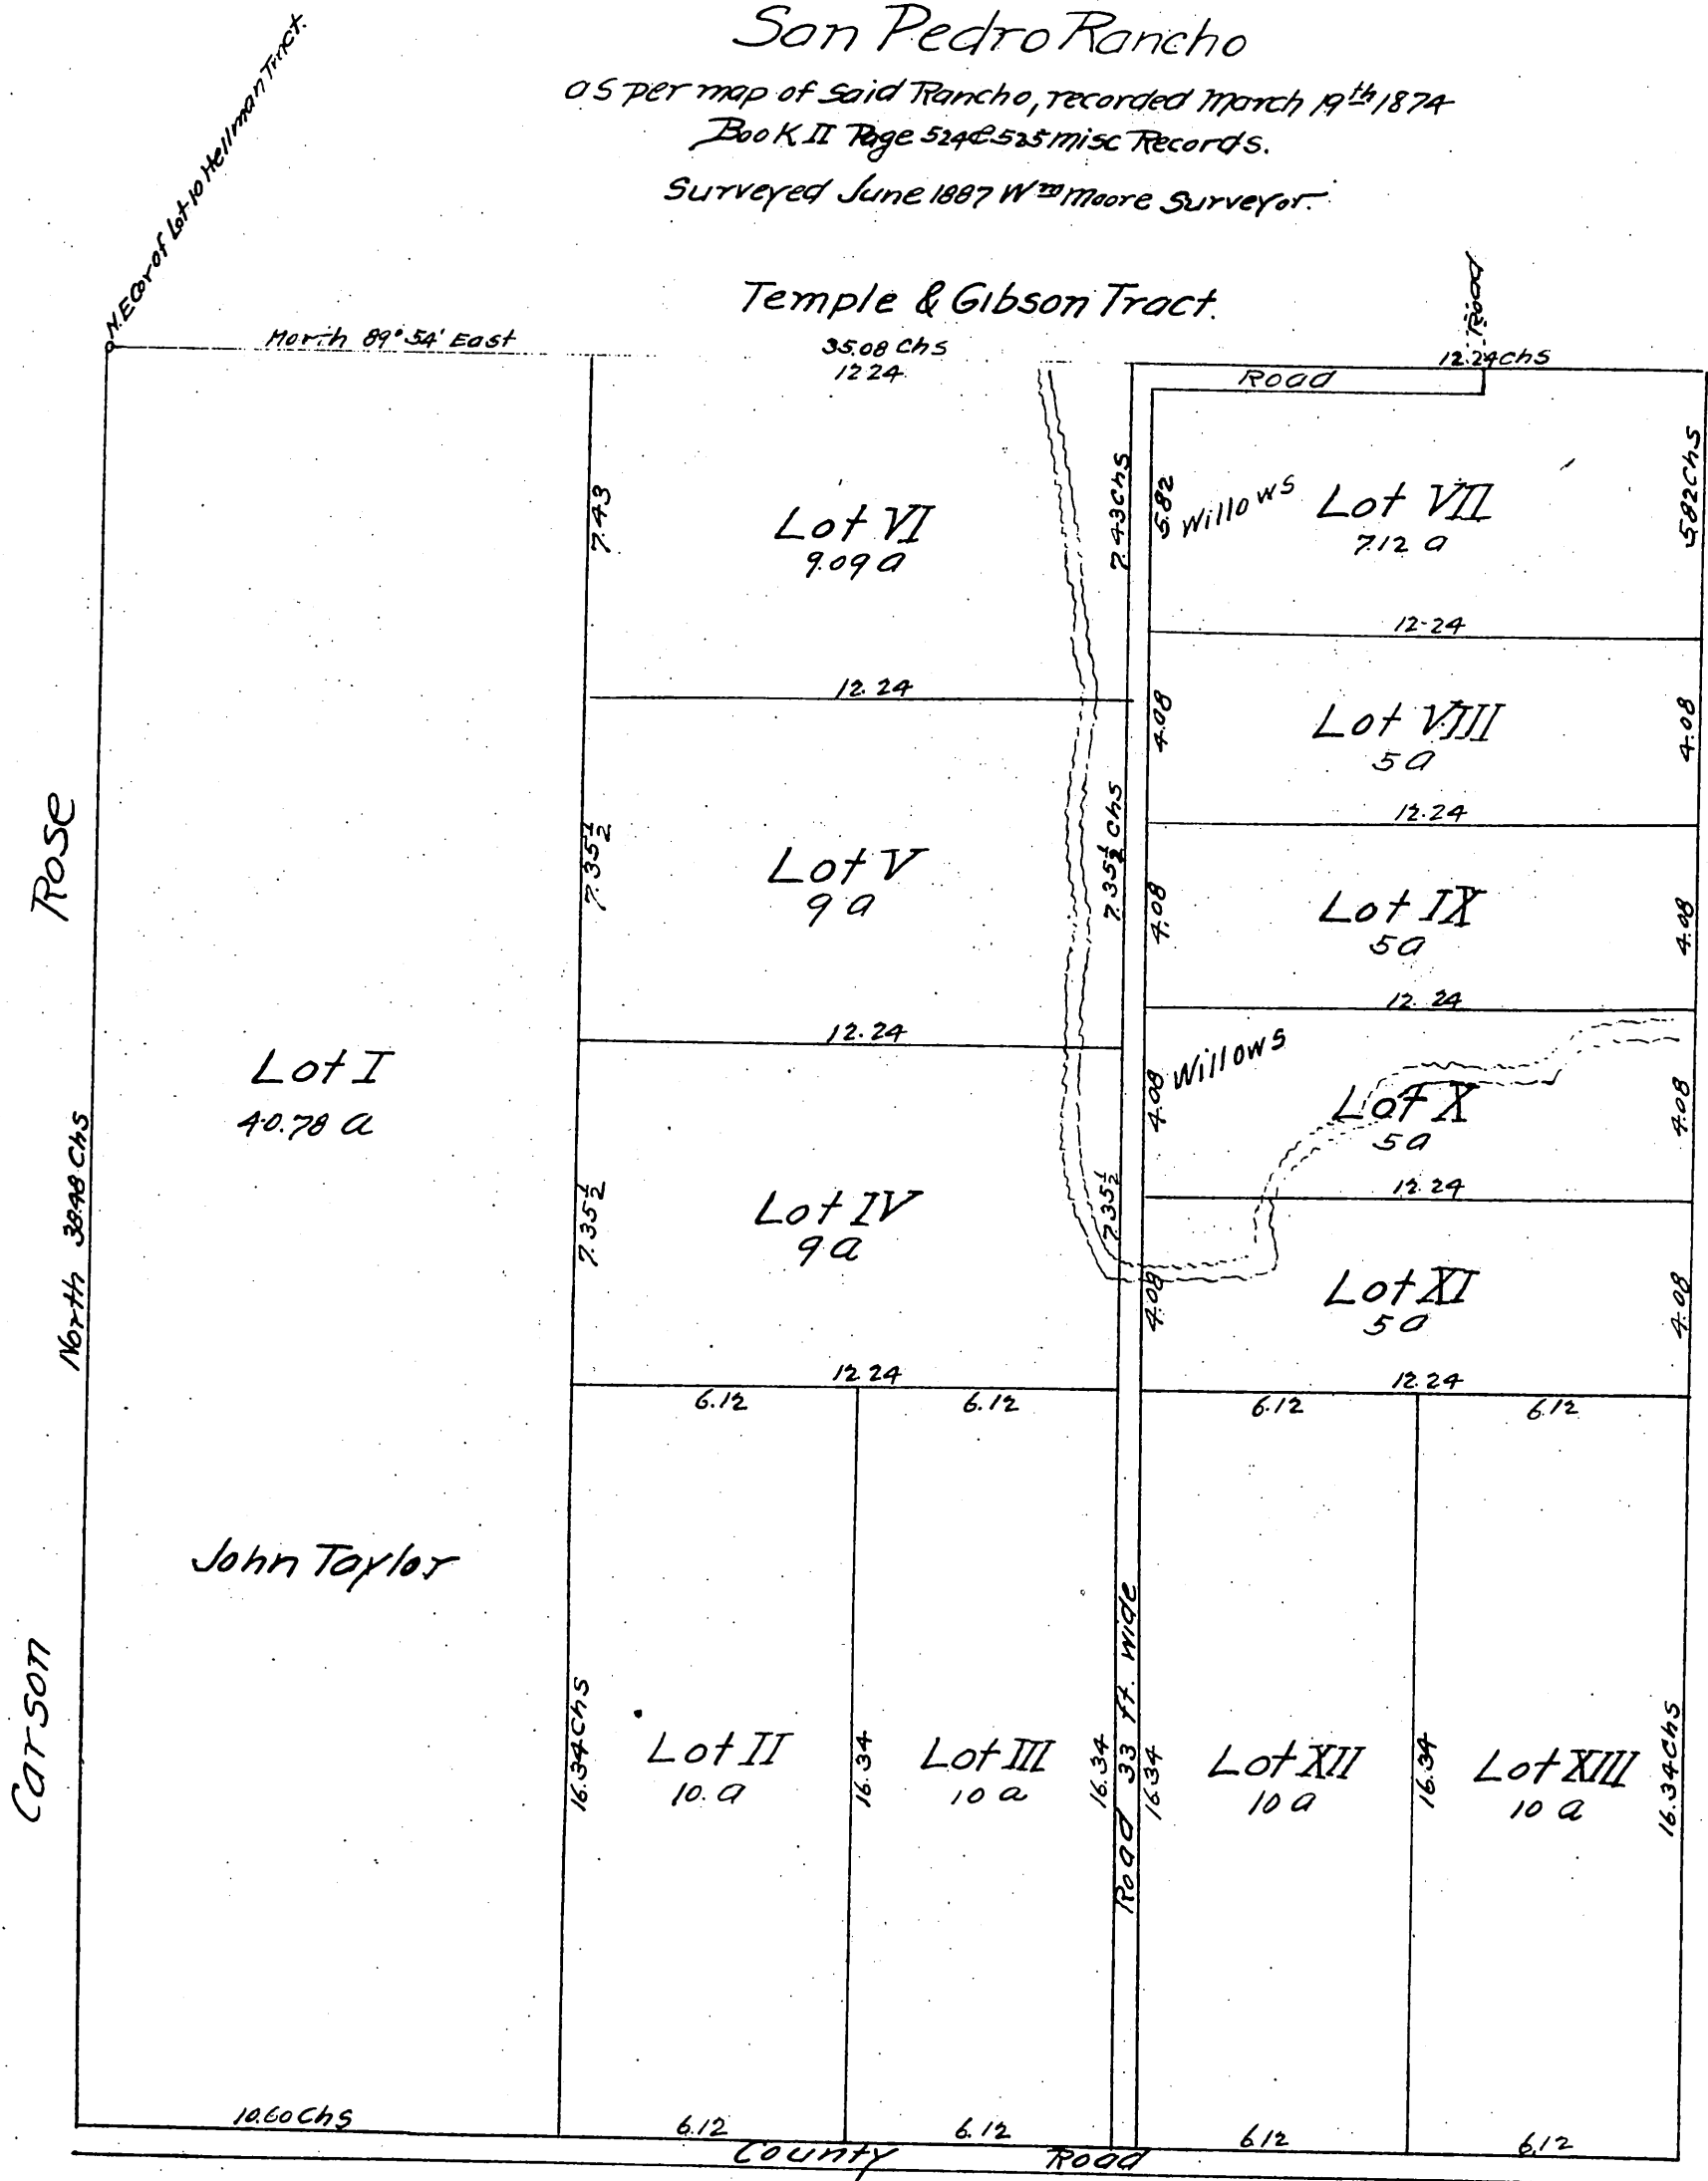 San Pedro Rancho
as per map of said Rancho, recorded March 19th 1874
Book II Page 524 & 525 misc Records.
Surveyed June 1887 Wm Moore Surveyor.
N.E Cor of Lot 10 Hellman Tract.
Temple & Gibson Tract.
Road
North 89° 54' East
35.08 Chs
12.24 Chs
12 24
Road
7.43
Lot VI
9.09 a
7.43 Chs
5.82
Willows
Lot VII
7.12 a
5.82 Chs
12-24
12.24
4.08
Lot VIII
5 a
4.08
12.24
Rose
7.35 1/2
Lot V
9 a
7.35 1/2 Chs
4.08
Lot IX
5 a
4.08
12.24
12.24
Lot I
40.78 a
North 38.48 Chs
4.08
Willows
Lot X
5 a
4.08
12.24
7.35 1/2
Lot IV
9 a
7.35 1/2
4.08
Lot XI
5 a
4.08
12 24
12.24
6.12
6.12
6.12
6.12
John Taylor
Carson
16.34 Chs
Lot II
10. a
16.34
Lot III
10 a
16.34
Road 33 ft. wide
16.34
Lot XII
10 a
16.34
Lot XIII
10 a
16.34 Chs
10.60 Chs
6.12
6.12
6.12
6.12
County Road